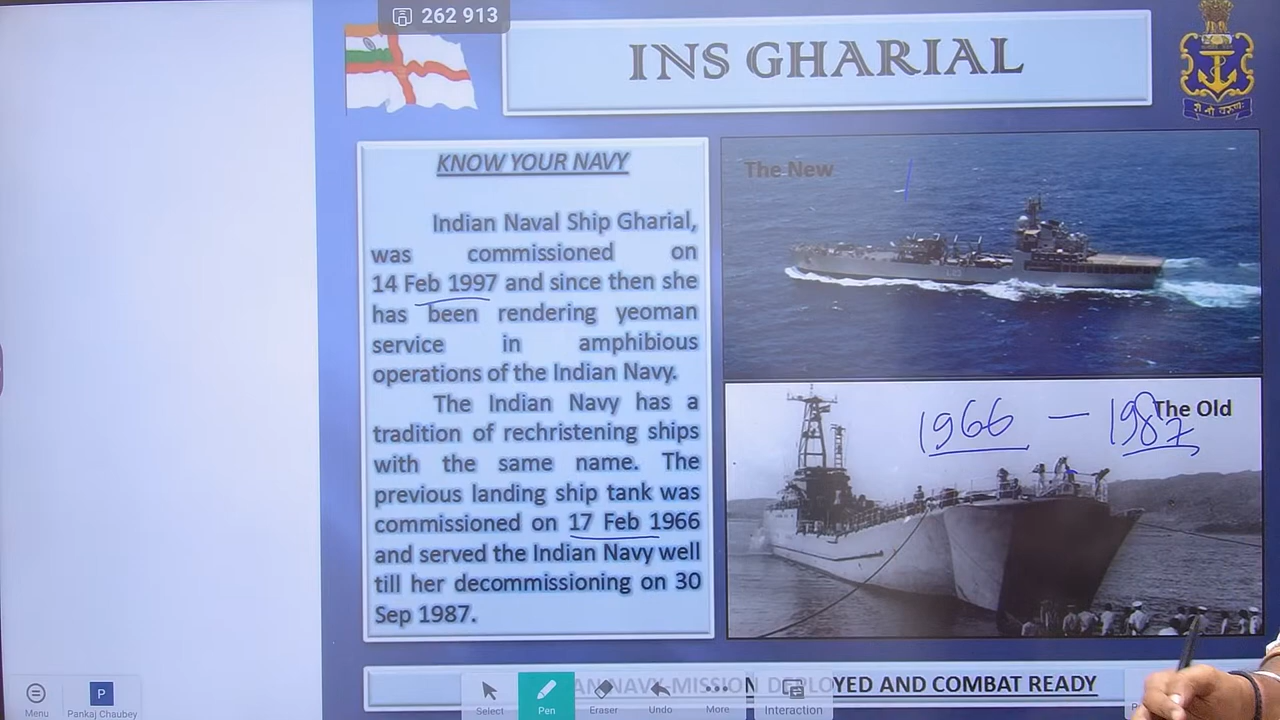 262 913
INS GHARIAL
KNOW YOUR NAVY
Indian Naval Ship Gharial,
was commissioned on
14 Feb 1997 and since then she
has been rendering yeoman
service in amphibious
operations of the Indian Navy.
The Indian Navy has a
tradition of rechristening ships
with the same name. The
previous landing ship tank was
commissioned on 17 Feb 1966
and served the Indian Navy well
till her decommissioning on 30
Sep 1987.
The New
1966 — 1987
The Old
AN NAVY-MISSION DEPLOYED AND COMBAT READY
Menu
P
Pankaj Chaubey
Select
Pen
Eraser
Undo
More
Interaction